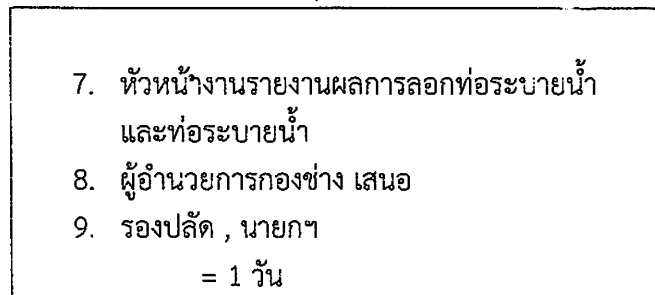 7. หัวหน้างานรายงานผลการลอกท่อระบายน้ำ
และท่อระบายน้ำ
8. ผู้อำนวยการกองช่าง เสนอ
9. รองปลัด , นายกฯ
= 1 วัน